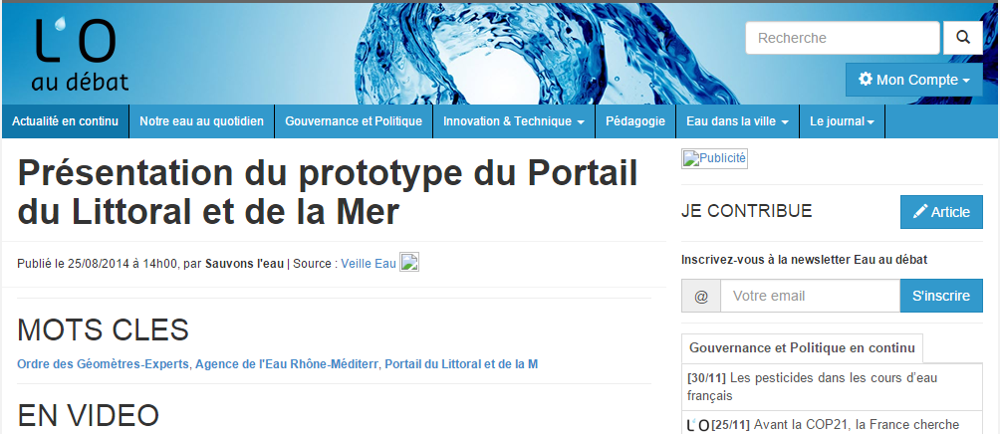 L'O
au débat
Recherche
Mon Compte
Actualité en continu
Notre eau au quotidien
Gouvernance et Politique
Innovation & Technique
Pédagogie
Eau dans la ville
Le journal
Présentation du prototype du Portail
du Littoral et de la Mer
Publié le 25/08/2014 à 14h00, par Sauvons l'eau | Source : Veille Eau
MOTS CLES
Ordre des Géomètres-Experts, Agence de l'Eau Rhône-Méditerr, Portail du Littoral et de la M
EN VIDEO
Publicité
JE CONTRIBUE
Article
Inscrivez-vous à la newsletter Eau au débat
@ Votre email S'inscrire
Gouvernance et Politique en continu
[30/11] Les pesticides dans les cours d'eau
français
L'O [25/11] Avant la COP21, la France cherche